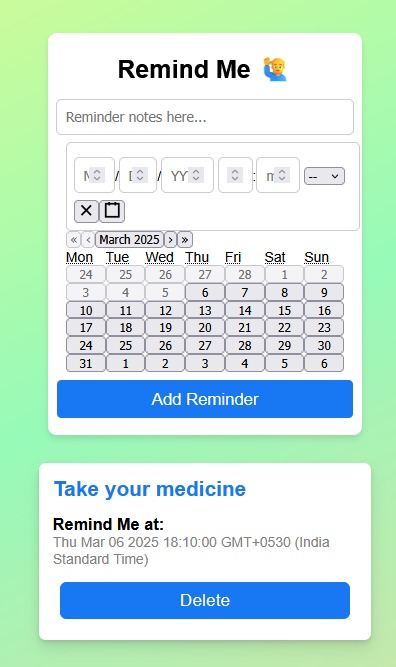 Remind Me 🙋‍♂️
Reminder notes here...
/ / YY : --
« ‹ March 2025 › »
Mon Tue Wed Thu Fri Sat Sun
24 25 26 27 28 1 2
3 4 5 6 7 8 9
10 11 12 13 14 15 16
17 18 19 20 21 22 23
24 25 26 27 28 29 30
31 1 2 3 4 5 6
Add Reminder
Take your medicine
Remind Me at:
Thu Mar 06 2025 18:10:00 GMT+0530 (India
Standard Time)
Delete